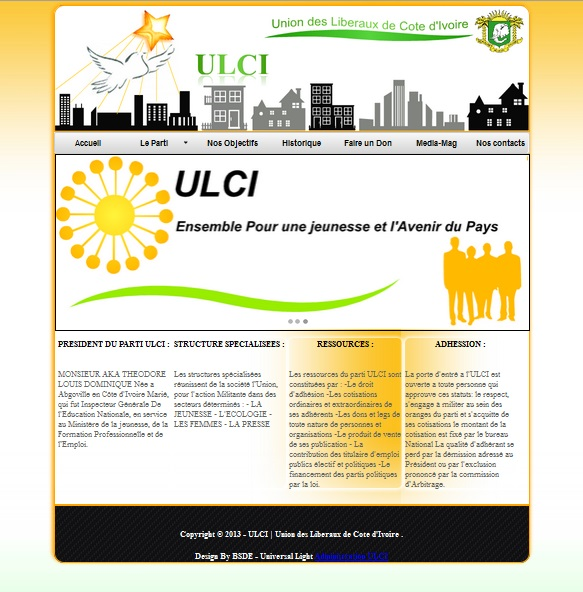 Union des Liberaux de Cote d'Ivoire
ULCI
Accueil Le Parti Nos Objectifs Historique Faire un Don Media-Mag Nos contacts
ULCI
Ensemble Pour une jeunesse et l'Avenir du Pays
PRESIDENT DU PARTI ULCI :
MONSIEUR AKA THEODORE
LOUIS DOMINIQUE Née a
Abgoville en Côte d'Ivoire Marié,
qui fut Inspecteur Générale De
l'Education Nationale, en service
au Ministère de la jeunesse, de la
Formation Professionnelle et de
l'Emploi.
STRUCTURE SPECIALISEES :
Les structures spécialisées
réunissent de la société l'Union,
pour l'action Militante dans des
secteurs déterminés : - LA
JEUNESSE - L'ECOLOGIE -
LES FEMMES - LA PRESSE
RESSOURCES :
Les ressources du parti ULCI sont
constituées par : -Le droit
d'adhésion -Les cotisations
ordinaires et extraordinaires de
ses adhérents -Les dons et legs de
toute nature de personnes et
organisations -Le produit de vente
de ses publication - La
contribution des titulaire d'emploi
publics électif et politiques -Le
financement des partis politiques
par la loi.
ADHESION :
La porte d'entré a l'ULCI est
ouverte a toute personne qui
approuve ces statuts: le respect,
s'engage à militer au sein des
oranges du parti et s'acquitte de
ses cotisations le montant de la
cotisation est fixé par le bureau
National La qualité d'adhérant se
perd par la démission adressé au
Président ou par l'exclusion
prononcé par la commission
d'Arbitrage.
Copyright © 2013 - ULCI | Union des Liberaux de Cote d'Ivoire .
Design By BSDE - Universal Light Administration ULCI